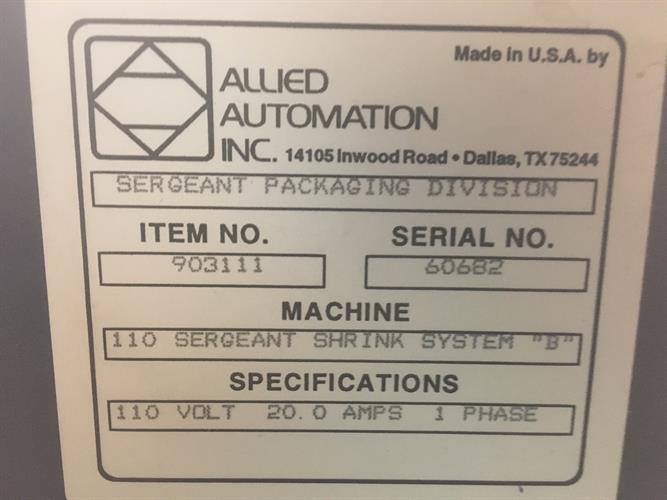 Made in U.S.A. by
ALLIED
AUTOMATION
INC. 14105 Inwood Road • Dallas, TX 75244
SERGEANT PACKAGING DIVISION
ITEM NO. SERIAL NO.
903111 60682
MACHINE
110 SERGEANT SHRINK SYSTEM "B"
SPECIFICATIONS
110 VOLT 20.0 AMPS 1 PHASE